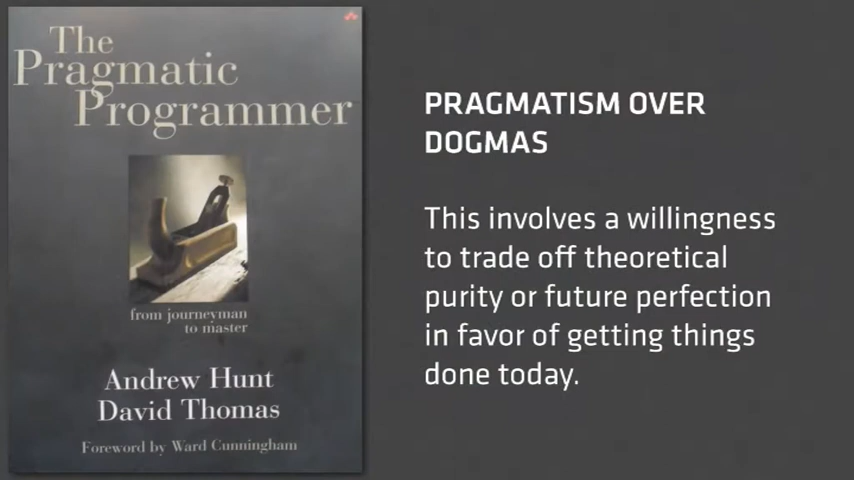 The
Pragmatic
Programmer
from journeyman
to master
Andrew Hunt
David Thomas
Foreword by Ward Cunningham
PRAGMATISM OVER
DOGMAS
This involves a willingness
to trade off theoretical
purity or future perfection
in favor of getting things
done today.